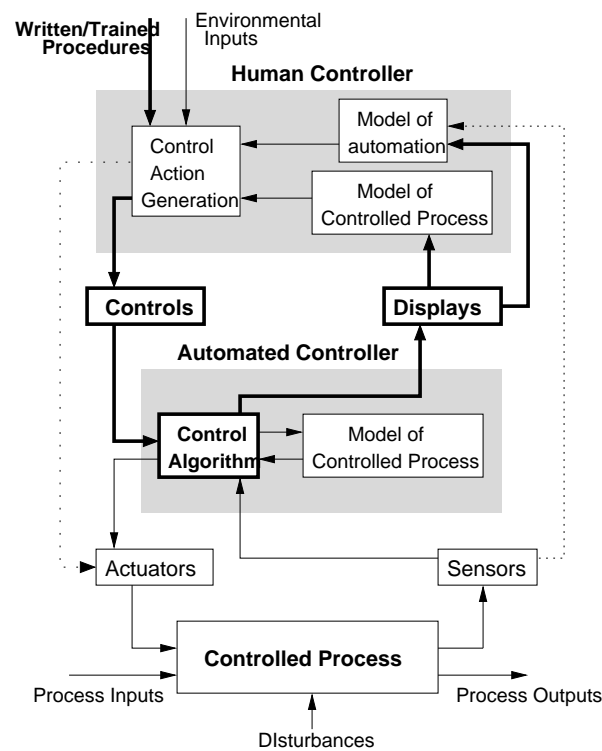 Written/Trained
Procedures
Environmental
Inputs
Human Controller
Control
Action
Generation
Model of
automation
Model of
Controlled Process
Controls
Displays
Automated Controller
Control
Algorithm
Model of
Controlled Process
Actuators
Sensors
Controlled Process
Process Inputs
Process Outputs
DIsturbances